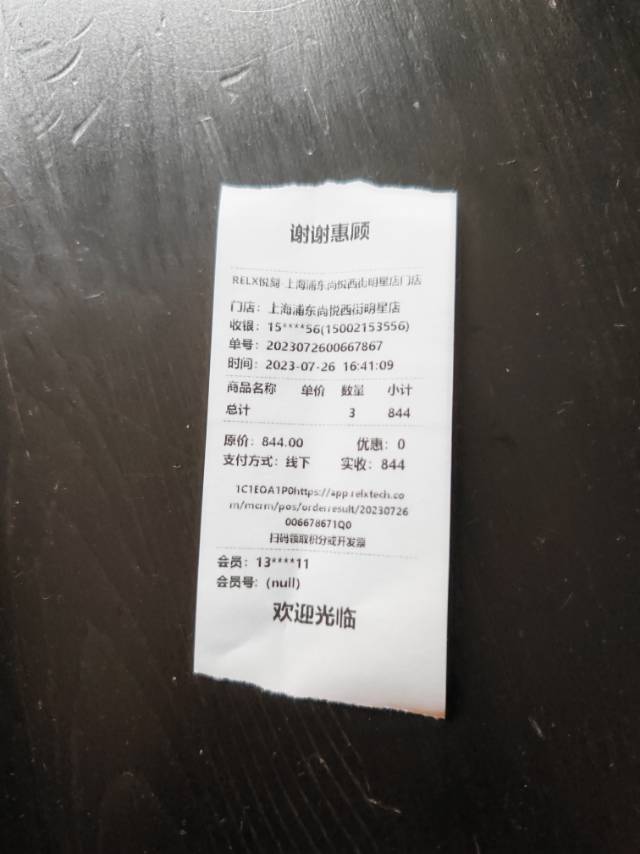 谢谢惠顾
RELX悦刻-上海浦东尚悦西街明星店门店
门店：上海浦东尚悦西街明星店
收银：15****56(15002153556)
单号：2023072600667867
时间：2023-07-26 16:41:09
商品名称 单价 数量 小计
总计 3 844
原价：844.00 优惠：0
支付方式：线下 实收：844
1C1EOA1P0https://app.relxtech.co
m/mcrm/pos/orderresult/20230726
006678671Q0
扫码领取积分或开发票
会员：13****11
会员号：(null)
欢迎光临